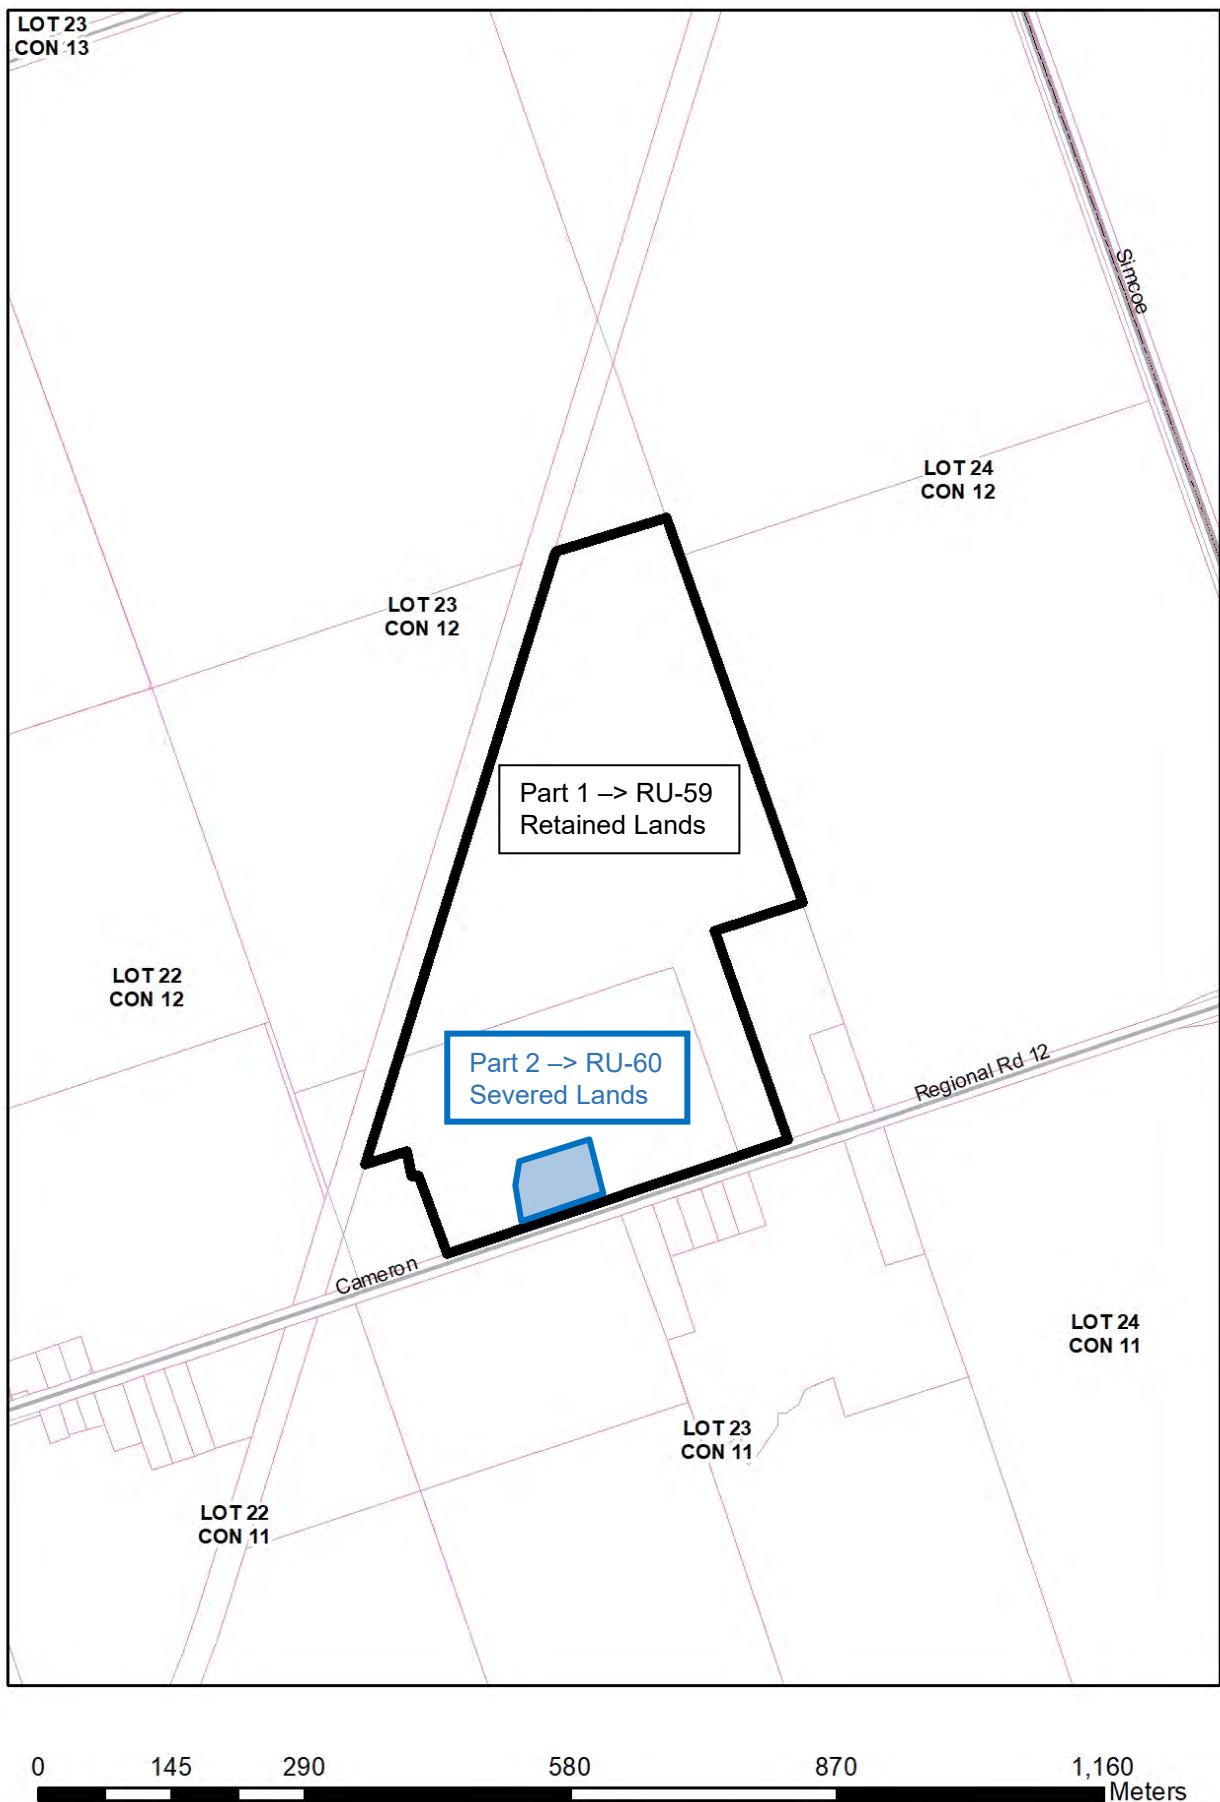 LOT 23
CON 13
Simcoe
LOT 24
CON 12
LOT 23
CON 12
Part 1 –> RU-59
Retained Lands
LOT 22
CON 12
Part 2 –> RU-60
Severed Lands
Regional Rd 12
Cameron
LOT 24
CON 11
LOT 23
CON 11
LOT 22
CON 11
0 145 290 580 870 1,160
Meters